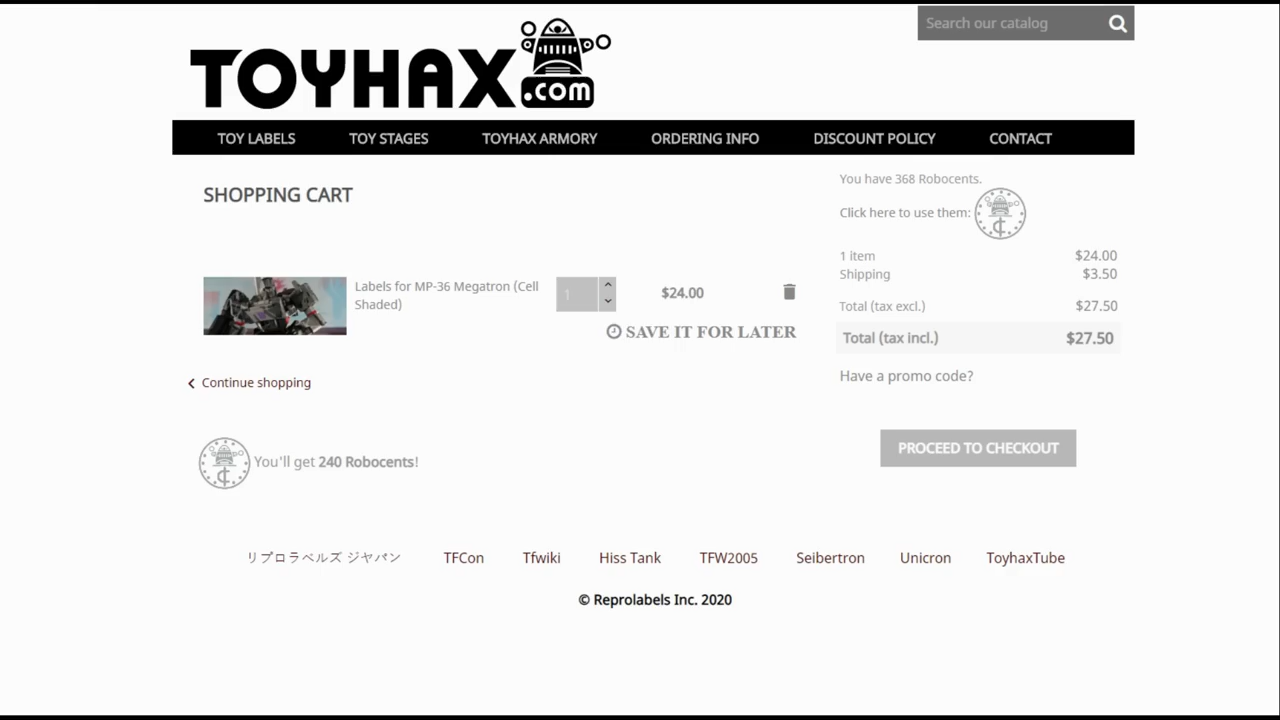 Search our catalog
TOYHAX
.com
TOY LABELS TOY STAGES TOYHAX ARMORY ORDERING INFO DISCOUNT POLICY CONTACT
SHOPPING CART
You have 368 Robocents.
Click here to use them:
Labels for MP-36 Megatron (Cell
Shaded)
1
$24.00
SAVE IT FOR LATER
1 item $24.00
Shipping $3.50
Total (tax excl.) $27.50
Total (tax incl.) $27.50
Have a promo code?
Continue shopping
PROCEED TO CHECKOUT
You'll get 240 Robocents!
リプロラベルズ ジャパン TFCon Tfwiki Hiss Tank TFW2005 Seibertron Unicron ToyhaxTube
© Reprolabels Inc. 2020